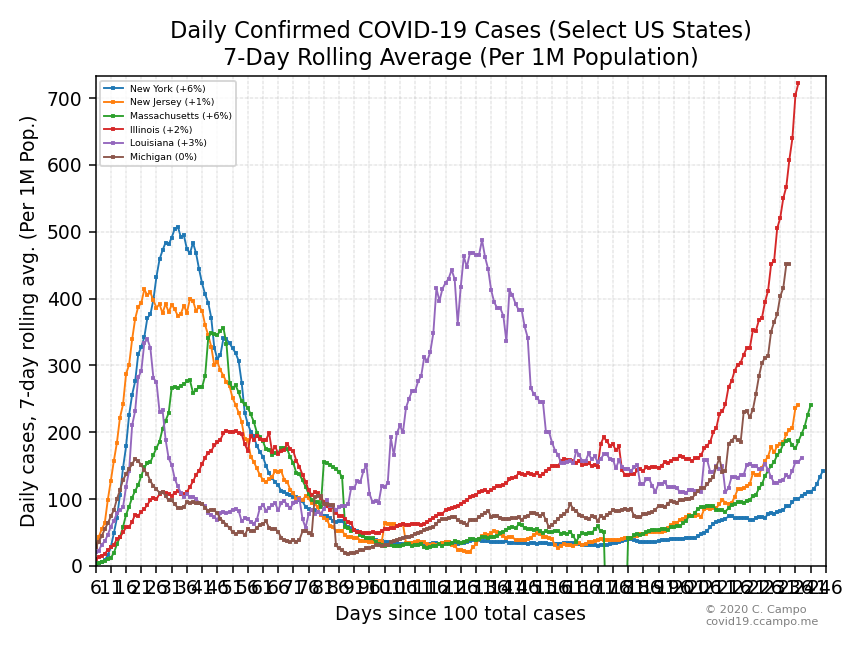 Daily Confirmed COVID-19 Cases (Select US States)
7-Day Rolling Average (Per 1M Population)
New York (+6%)
New Jersey (+1%)
Massachusetts (+6%)
Illinois (+2%)
Louisiana (+3%)
Michigan (0%)
Daily cases, 7-day rolling avg. (Per 1M Pop.)
700
600
500
400
300
200
100
0
Days since 100 total cases
© 2020 C. Campo
covid19.ccampo.me